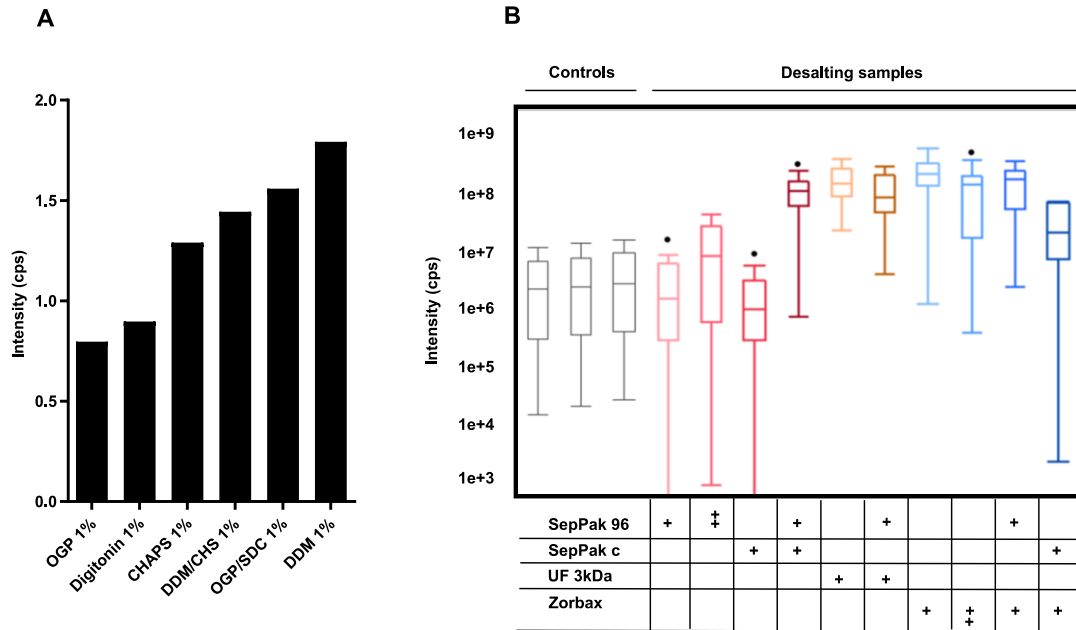 A
Intensity (cps)
2.0
1.5
1.0
0.5
0.0
OGP 1%
Digitonin 1%
CHAPS 1%
DDM/CHS 1%
OGP/SDC 1%
DDM 1%
B
Controls Desalting samples
Intensity (cps)
1e+9
1e+8
1e+7
1e+6
1e+5
1e+4
1e+3
SepPak 96 + ‡ + + +
SepPak c + + +
UF 3kDa + +
Zorbax + + + +
+